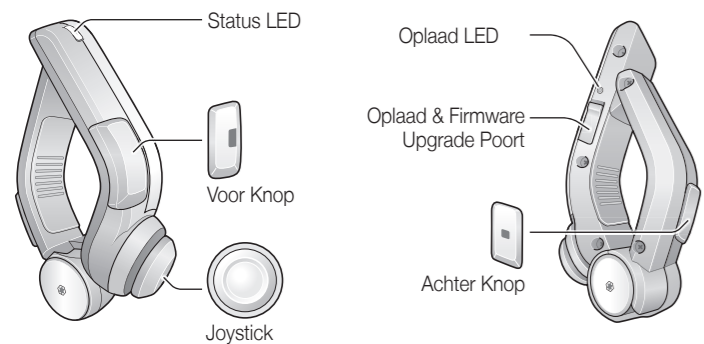 Status LED
Voor Knop
Joystick
Oplaad LED
Oplaad & Firmware
Upgrade Poort
Achter Knop